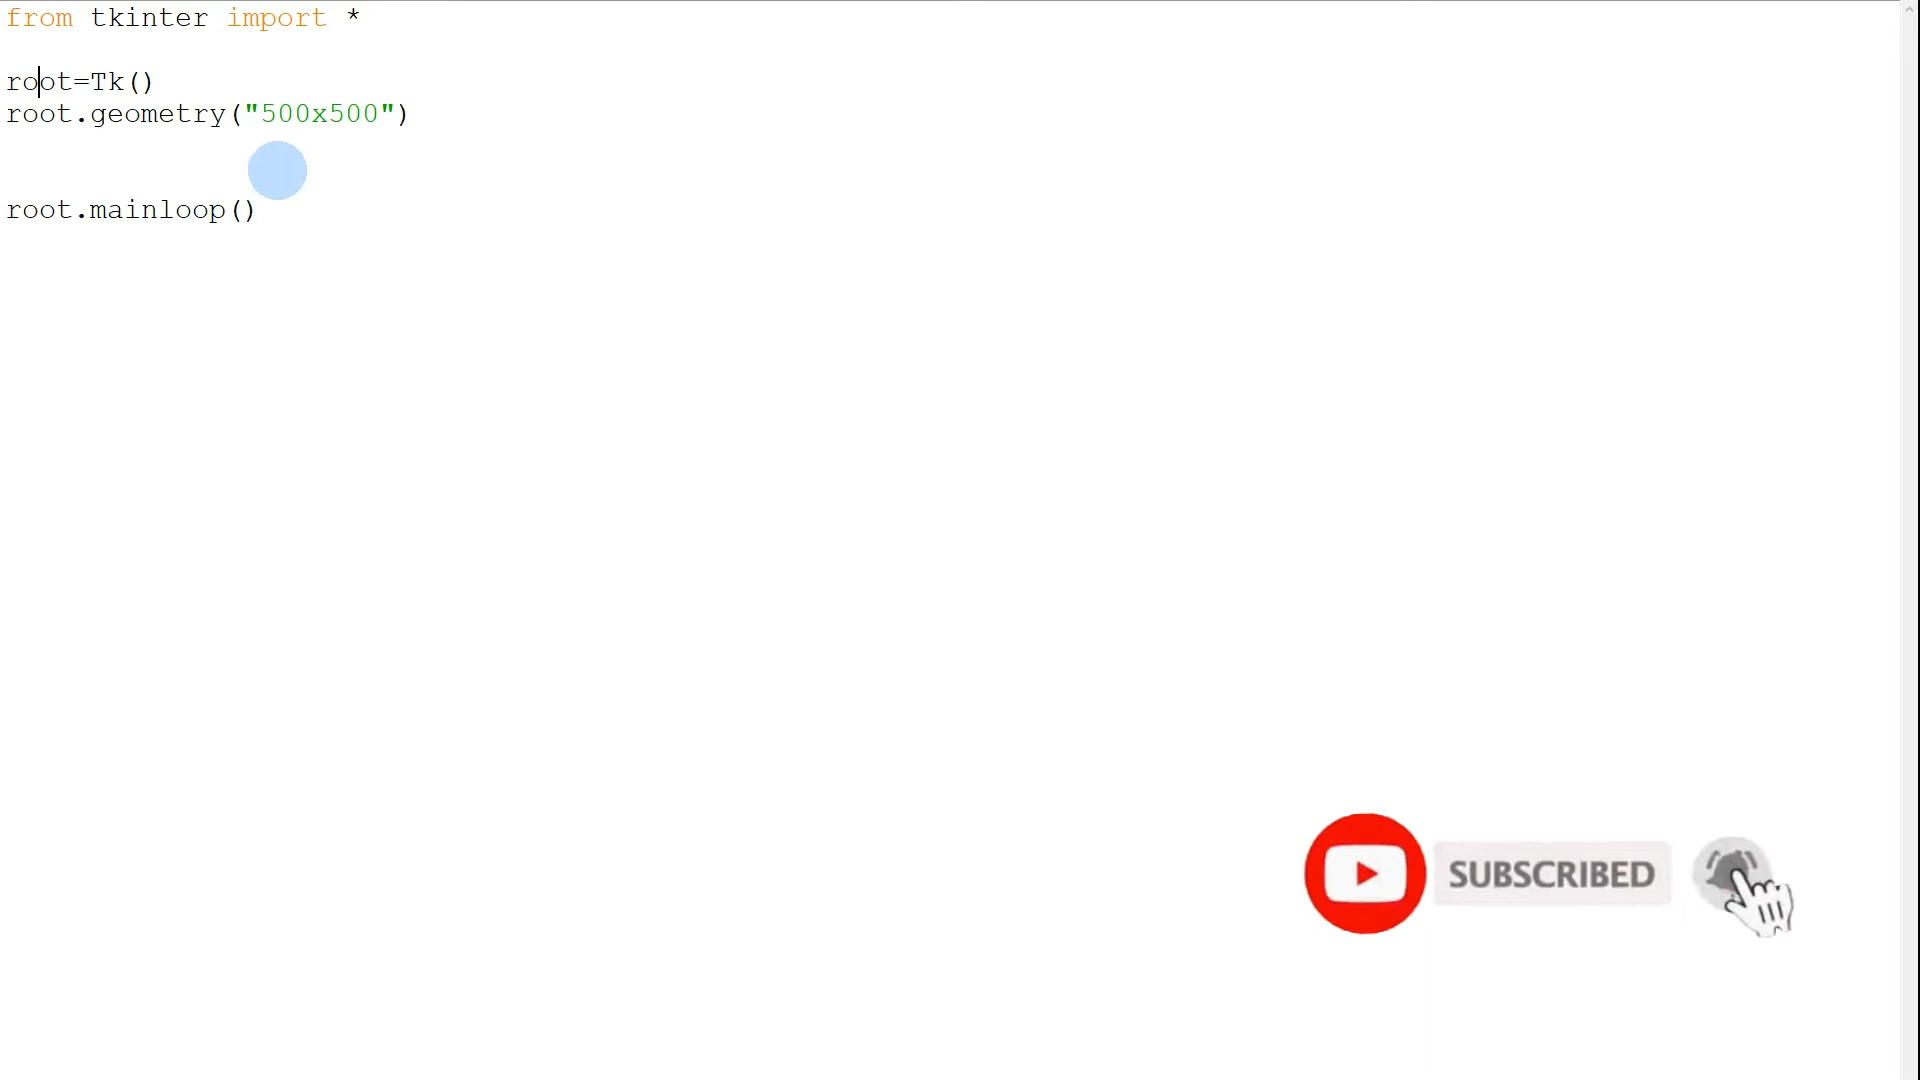 from tkinter import *
root=Tk()
root.geometry("500x500")
root.mainloop()
SUBSCRIBED